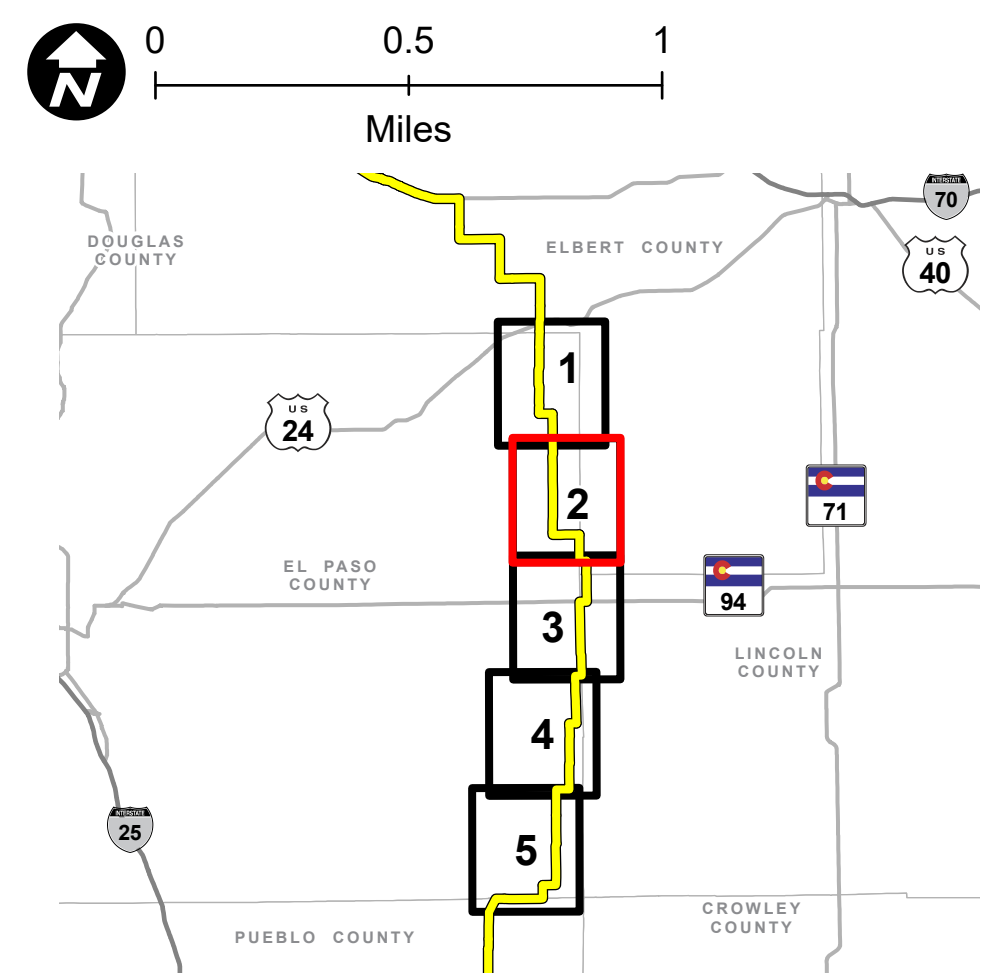 0 0.5 1
N
Miles
INTERSTATE
70
DOUGLAS
COUNTY
ELBERT COUNTY
US
40
1
US
24
2
71
EL PASO
COUNTY
94
3
LINCOLN
COUNTY
4
INTERSTATE
25
5
CROWLEY
COUNTY
PUEBLO COUNTY